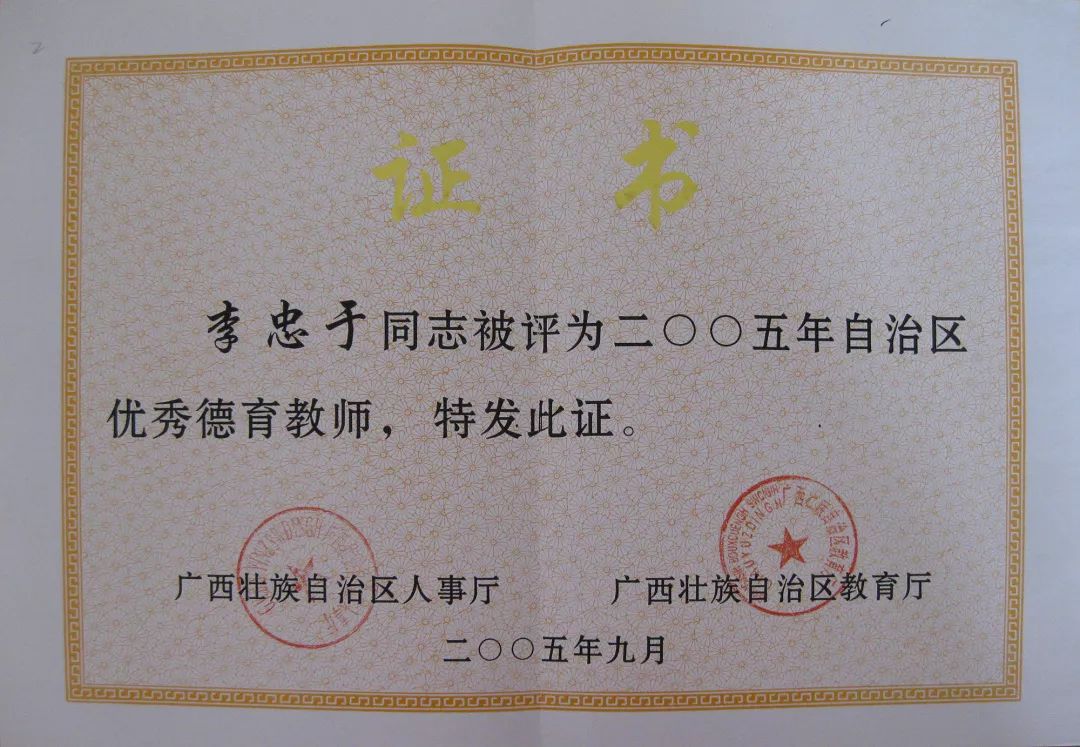 证书
李忠于同志被评为二〇〇五年自治区
优秀德育教师，特发此证。
广西壮族自治区人事厅 广西壮族自治区教育厅
二〇〇五年九月